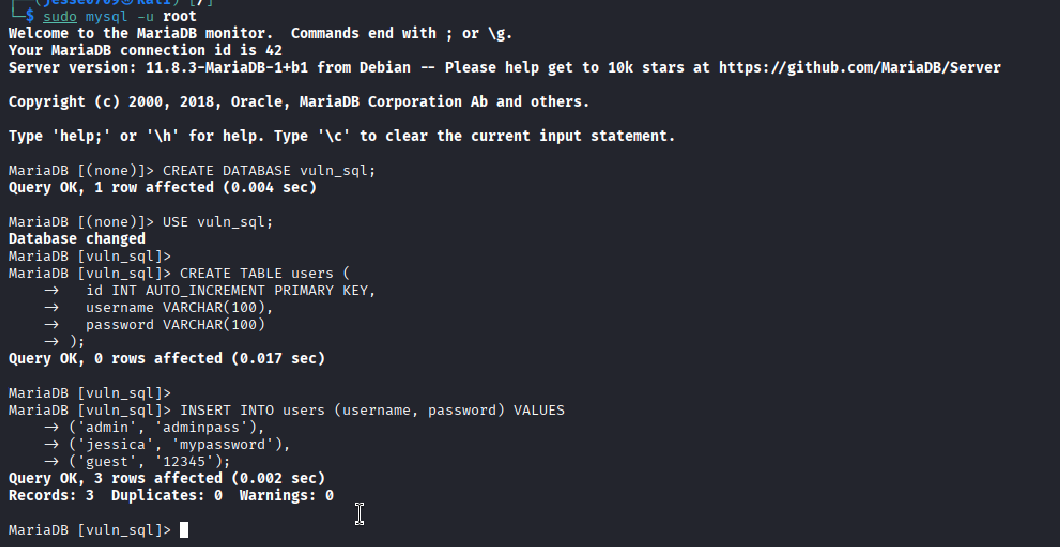 $ sudo mysql -u root
Welcome to the MariaDB monitor.  Commands end with ; or \g.
Your MariaDB connection id is 42
Server version: 11.8.3-MariaDB-1+b1 from Debian -- Please help get to 10k stars at https://github.com/MariaDB/Server
Copyright (c) 2000, 2018, Oracle, MariaDB Corporation Ab and others.
Type 'help;' or '\h' for help. Type '\c' to clear the current input statement.
MariaDB [(none)]> CREATE DATABASE vuln_sql;
Query OK, 1 row affected (0.004 sec)
MariaDB [(none)]> USE vuln_sql;
Database changed
MariaDB [vuln_sql]>
MariaDB [vuln_sql]> CREATE TABLE users (
    →   id INT AUTO_INCREMENT PRIMARY KEY,
    →   username VARCHAR(100),
    →   password VARCHAR(100)
    → );
Query OK, 0 rows affected (0.017 sec)
MariaDB [vuln_sql]>
MariaDB [vuln_sql]> INSERT INTO users (username, password) VALUES
    → ('admin', 'adminpass'),
    → ('jessica', 'mypassword'),
    → ('guest', '12345');
Query OK, 3 rows affected (0.002 sec)
Records: 3  Duplicates: 0  Warnings: 0
MariaDB [vuln_sql]>